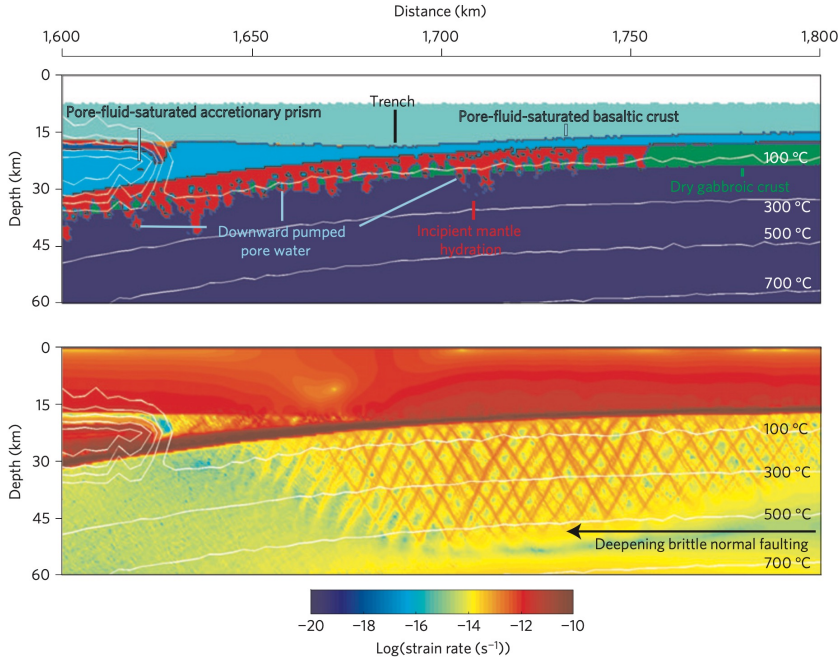 Distance (km)
1,600 1,650 1,700 1,750 1,800
0
Trench
Pore-fluid-saturated accretionary prism
Pore-fluid-saturated basaltic crust
15
100 °C
Depth (km)
30
Dry gabbroic crust
300 °C
Downward pumped
pore water
Incipient mantle
hydration
500 °C
45
700 °C
60
0
15
100 °C
Depth (km)
30
300 °C
45
500 °C
Deepening brittle normal faulting
700 °C
60
−20 −18 −16 −14 −12 −10
Log(strain rate (s⁻¹))